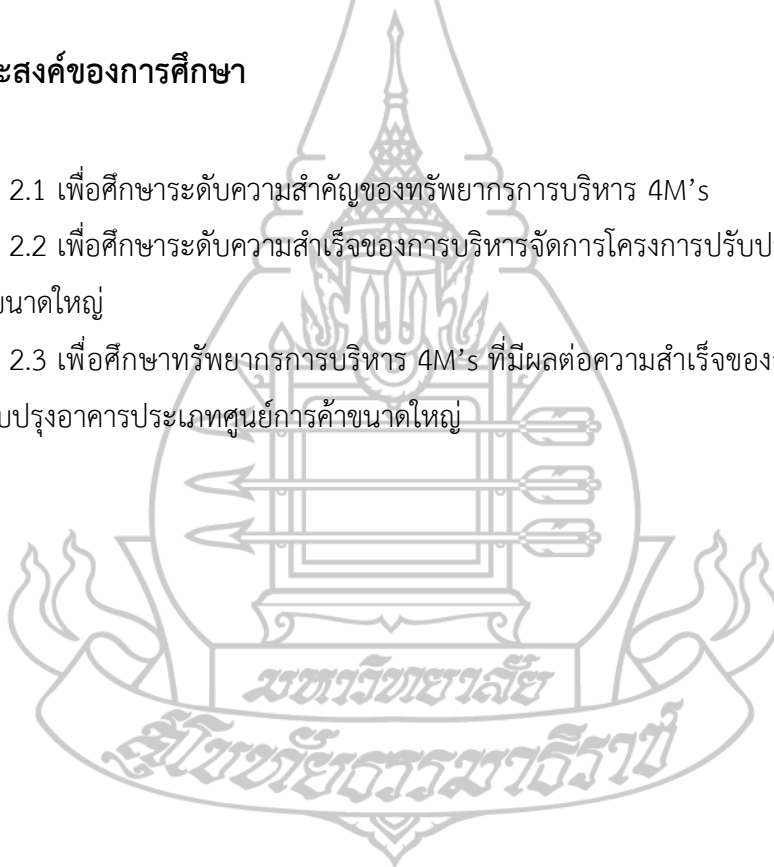 ะสงค์ของการศึกษา
2.1 เพื่อศึกษาระดับความสำคัญของทรัพยากรการบริหาร 4M’s
2.2 เพื่อศึกษาระดับความสำเร็จของการบริหารจัดการโครงการปรับป
ขนาดใหญ่
2.3 เพื่อศึกษาทรัพยากรการบริหาร 4M’s ที่มีผลต่อความสำเร็จของ
บปรุงอาคารประเภทศูนย์การค้าขนาดใหญ่
มหาวิทยาลัย
สุโขทัยธรรมาธิราช